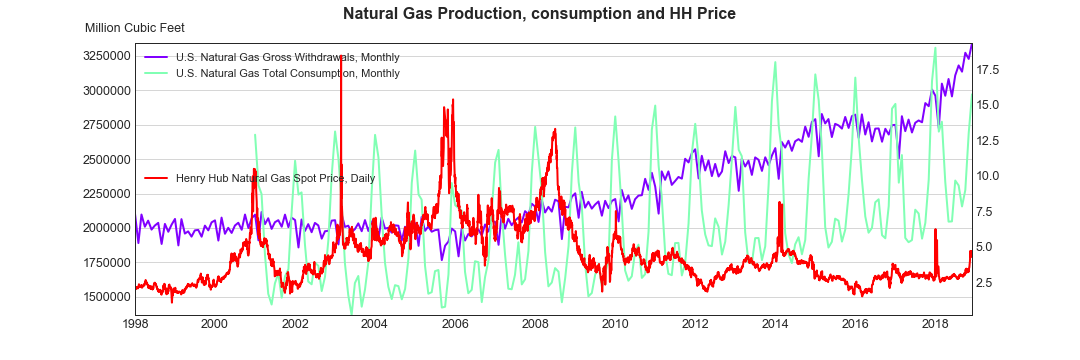 Natural Gas Production, consumption and HH Price
Million Cubic Feet
U.S. Natural Gas Gross Withdrawals, Monthly
U.S. Natural Gas Total Consumption, Monthly
Henry Hub Natural Gas Spot Price, Daily
3250000
3000000
2750000
2500000
2250000
2000000
1750000
1500000
17.5
15.0
12.5
10.0
7.5
5.0
2.5
1998 2000 2002 2004 2006 2008 2010 2012 2014 2016 2018